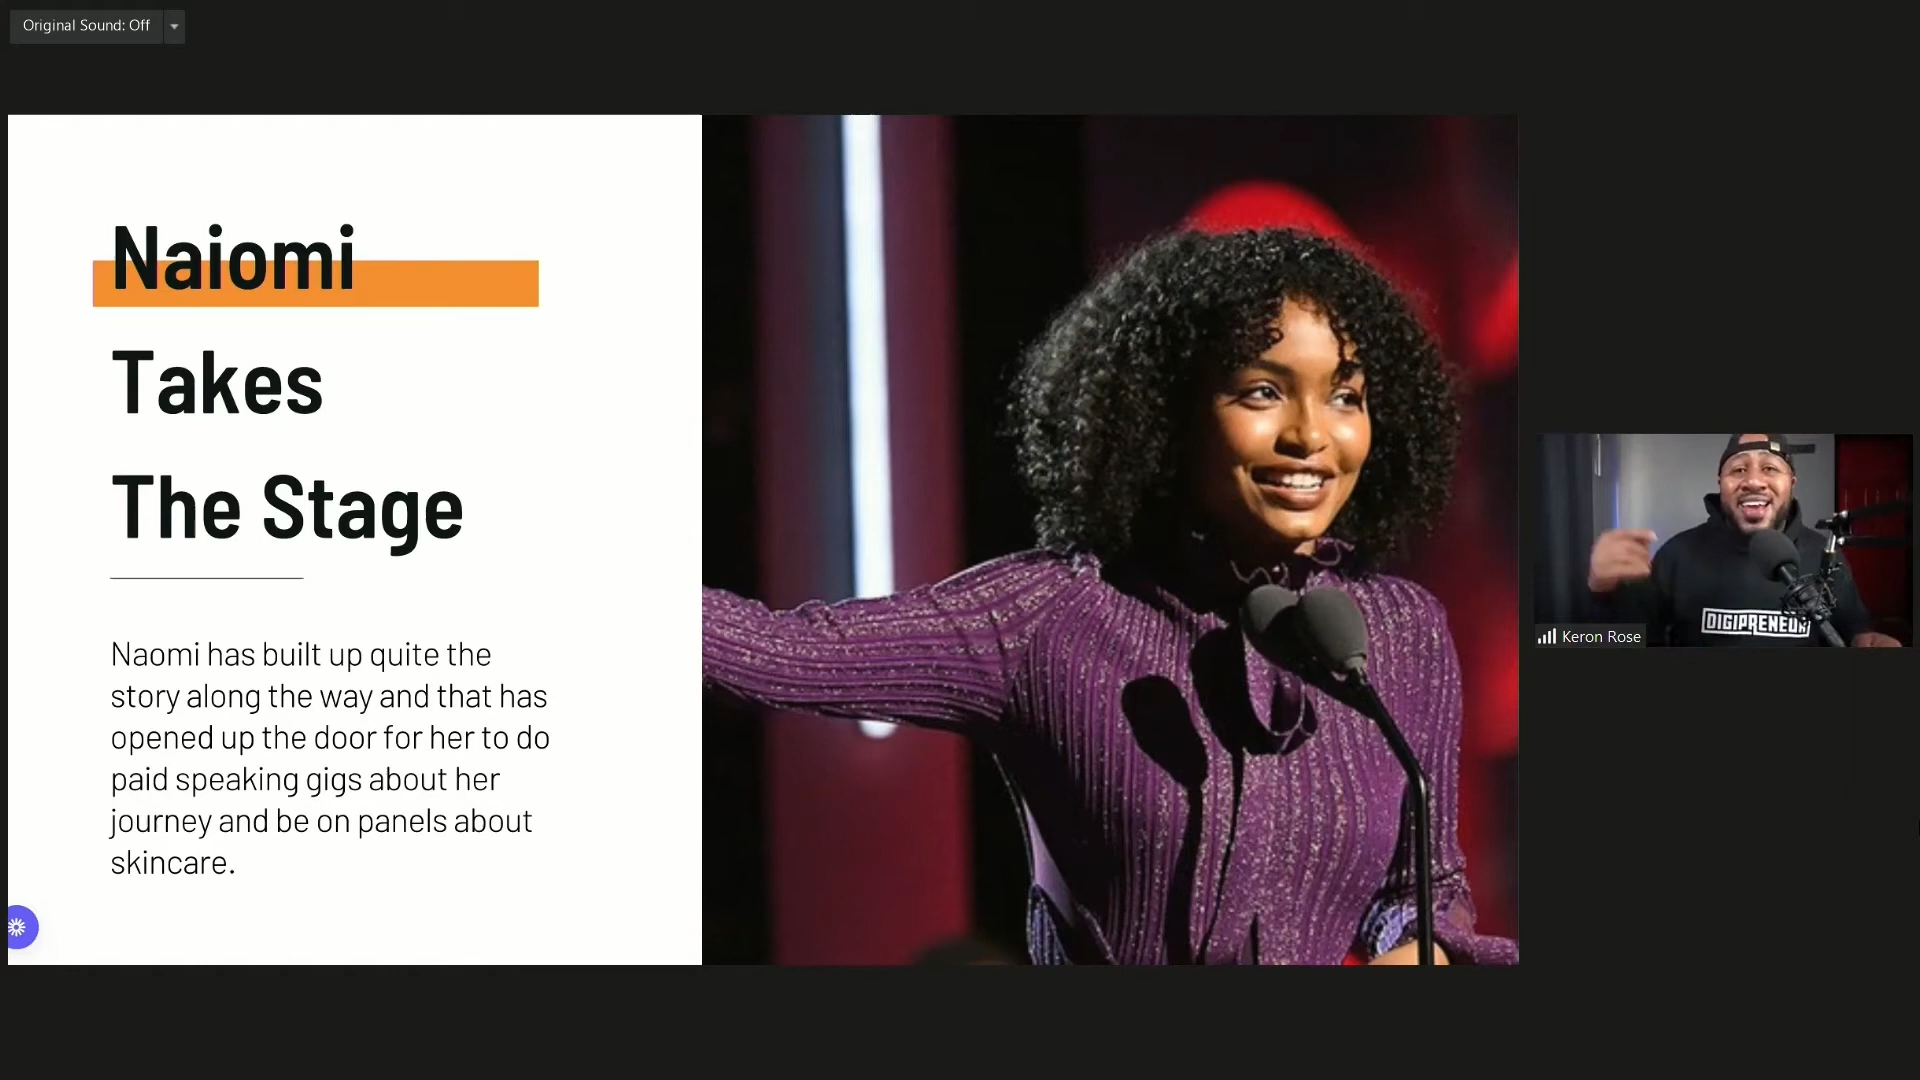 Original Sound: Off
Naiomi
Takes
The Stage
Naomi has built up quite the
story along the way and that has
opened up the door for her to do
paid speaking gigs about her
journey and be on panels about
skincare.
DIGIPRENEUR
Keron Rose